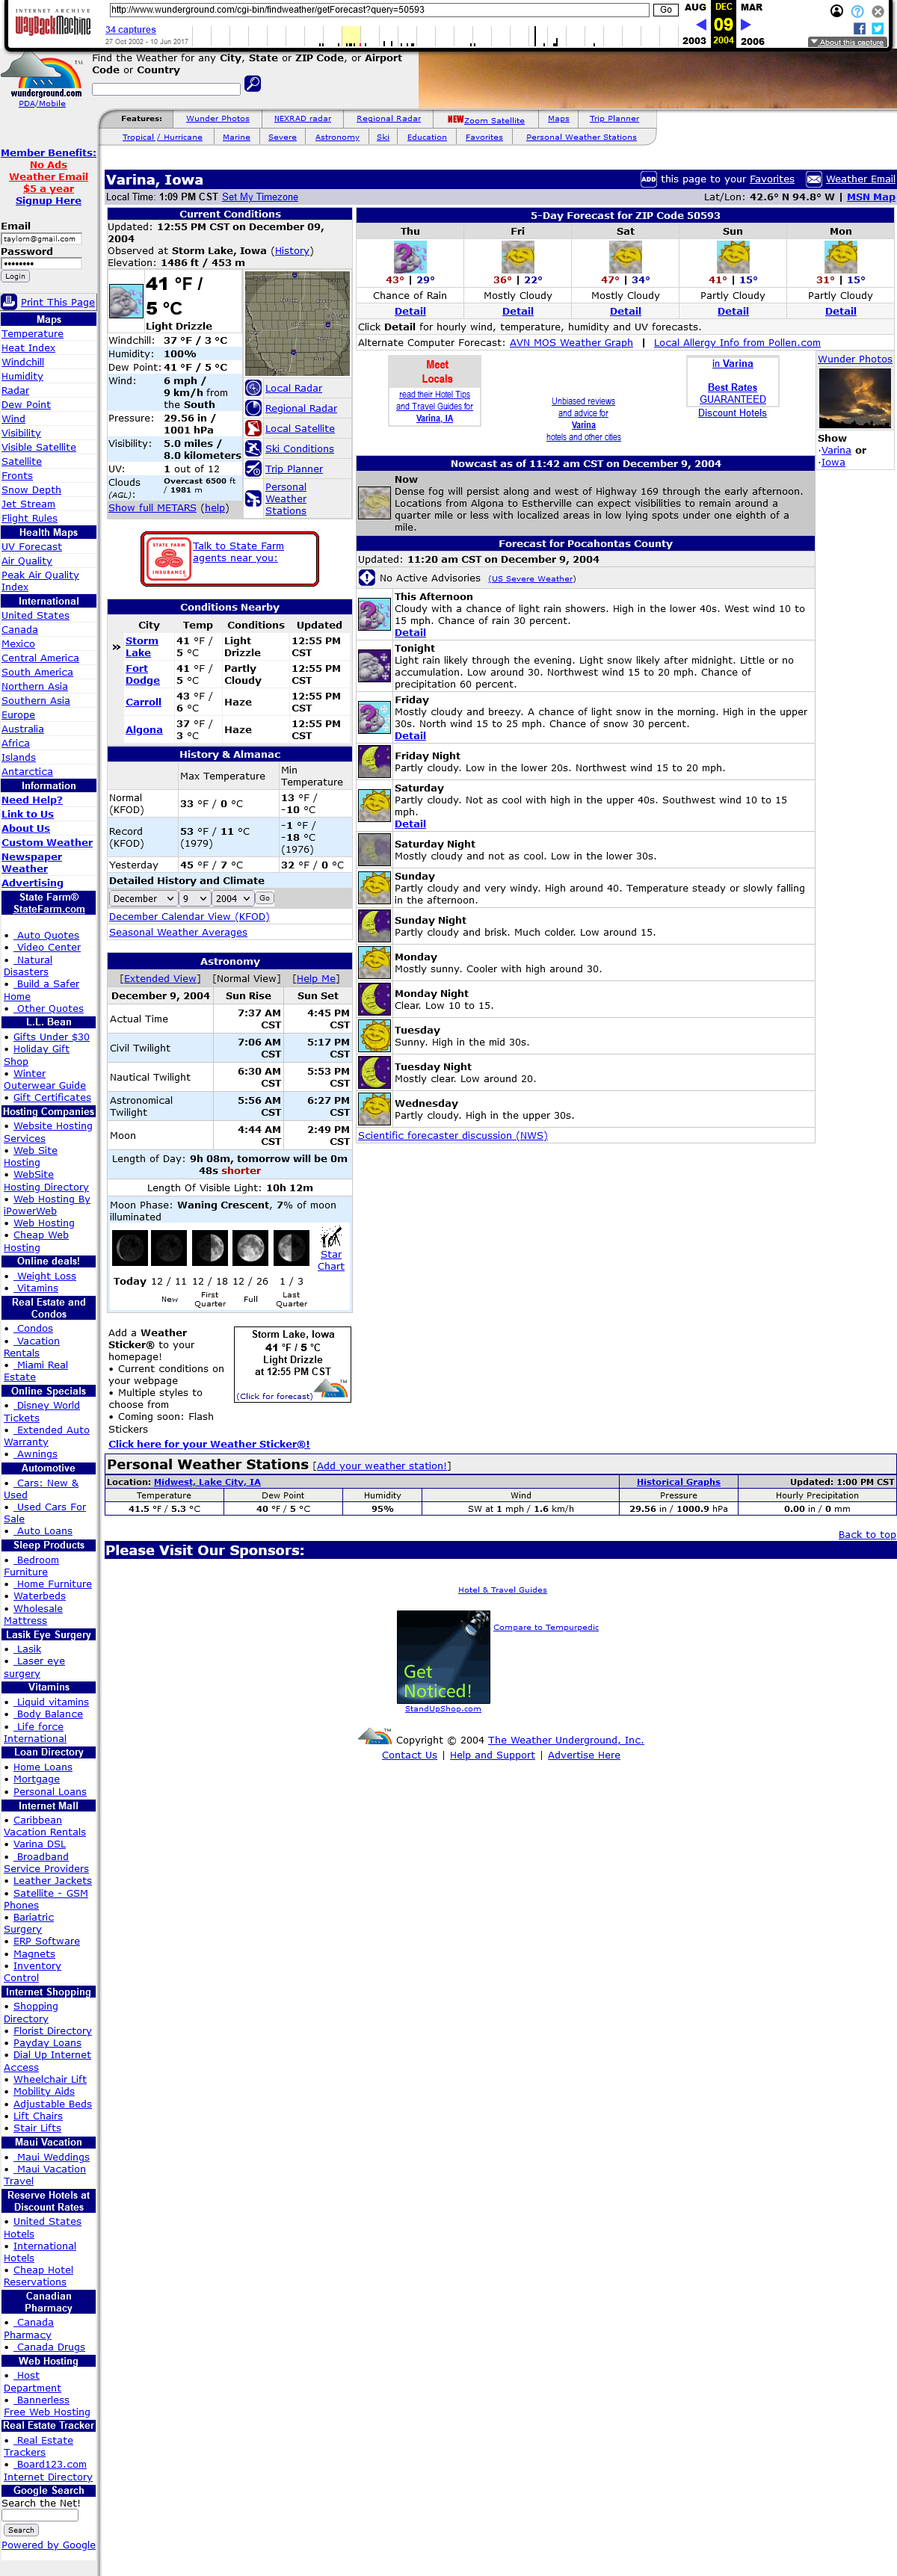 INTERNET ARCHIVE
WayBackMachine
http://www.wunderground.com/cgi-bin/findweather/getForecast?query=50593
Go
AUG
DEC
MAR
34 captures
27 Oct 2002 - 10 Jun 2017
09
2003
2004
2006
About this capture
Find the Weather for any City, State or ZIP Code, or Airport
Code or Country
wunderground.com
PDA/Mobile
Features:
Wunder Photos
NEXRAD radar
Regional Radar
NEW Zoom Satellite
Maps
Trip Planner
Tropical / Hurricane
Marine
Severe
Astronomy
Ski
Education
Favorites
Personal Weather Stations
Member Benefits:
No Ads
Weather Email
$5 a year
Signup Here
Email
taylorn@gmail.com
Password
••••••••
Login
Print This Page
Maps
Temperature
Heat Index
Windchill
Humidity
Radar
Dew Point
Wind
Visibility
Visible Satellite
Satellite
Fronts
Snow Depth
Jet Stream
Flight Rules
Health Maps
UV Forecast
Air Quality
Peak Air Quality
Index
International
United States
Canada
Mexico
Central America
South America
Northern Asia
Southern Asia
Europe
Australia
Africa
Islands
Antarctica
Information
Need Help?
Link to Us
About Us
Custom Weather
Newspaper
Weather
Advertising
State Farm®
StateFarm.com
• Auto Quotes
• Video Center
• Natural
Disasters
• Build a Safer
Home
• Other Quotes
L.L. Bean
• Gifts Under $30
• Holiday Gift
Shop
• Winter
Outerwear Guide
• Gift Certificates
Hosting Companies
• Website Hosting
Services
• Web Site
Hosting
• WebSite
Hosting Directory
• Web Hosting By
iPowerWeb
• Web Hosting
• Cheap Web
Hosting
Online deals!
• Weight Loss
• Vitamins
Real Estate and
Condos
• Condos
• Vacation
Rentals
• Miami Real
Estate
Online Specials
• Disney World
Tickets
• Extended Auto
Warranty
• Awnings
Automotive
• Cars: New &
Used
• Used Cars For
Sale
• Auto Loans
Sleep Products
• Bedroom
Furniture
• Home Furniture
• Waterbeds
• Wholesale
Mattress
Lasik Eye Surgery
• Lasik
• Laser eye
surgery
Vitamins
• Liquid vitamins
• Body Balance
• Life force
International
Loan Directory
• Home Loans
• Mortgage
• Personal Loans
Internet Mall
• Caribbean
Vacation Rentals
• Varina DSL
• Broadband
Service Providers
• Leather Jackets
• Satellite - GSM
Phones
• Bariatric
Surgery
• ERP Software
• Magnets
• Inventory
Control
Internet Shopping
• Shopping
Directory
• Florist Directory
• Payday Loans
• Dial Up Internet
Access
• Wheelchair Lift
• Mobility Aids
• Adjustable Beds
• Lift Chairs
• Stair Lifts
Maui Vacation
• Maui Weddings
• Maui Vacation
Travel
Reserve Hotels at
Discount Rates
• United States
Hotels
• International
Hotels
• Cheap Hotel
Reservations
Canadian
Pharmacy
• Canada
Pharmacy
• Canada Drugs
Web Hosting
• Host
Department
• Bannerless
Free Web Hosting
Real Estate Tracker
• Real Estate
Trackers
• Board123.com
Internet Directory
Google Search
Search the Net!
Search
Powered by Google
Varina, Iowa
ADD this page to your Favorites
Weather Email
Local Time: 1:09 PM CST Set My Timezone
Lat/Lon: 42.6° N 94.8° W | MSN Map
Current Conditions
Updated: 12:55 PM CST on December 09,
2004
Observed at Storm Lake, Iowa (History)
Elevation: 1486 ft / 453 m
41 °F /
5 °C
Light Drizzle
Windchill: 37 °F / 3 °C
Humidity: 100%
Dew Point: 41 °F / 5 °C
Wind: 6 mph /
9 km/h from
the South
Pressure: 29.56 in /
1001 hPa
Visibility: 5.0 miles /
8.0 kilometers
UV: 1 out of 12
Clouds Overcast 6500 ft
(AGL): / 1981 m
Show full METARS (help)
Local Radar
Regional Radar
Local Satellite
Ski Conditions
Trip Planner
Personal
Weather
Stations
STATE FARM
INSURANCE
Talk to State Farm
agents near you:
Conditions Nearby
City Temp Conditions Updated
» Storm Lake 41 °F / 5 °C Light Drizzle 12:55 PM CST
Fort Dodge 41 °F / 5 °C Partly Cloudy 12:55 PM CST
Carroll 43 °F / 6 °C Haze 12:55 PM CST
Algona 37 °F / 3 °C Haze 12:55 PM CST
History & Almanac
Max Temperature Min Temperature
Normal (KFOD) 33 °F / 0 °C 13 °F / -10 °C
Record (KFOD) 53 °F / 11 °C (1979) -1 °F / -18 °C (1976)
Yesterday 45 °F / 7 °C 32 °F / 0 °C
Detailed History and Climate
December 9 2004 Go
December Calendar View (KFOD)
Seasonal Weather Averages
Astronomy
[Extended View] [Normal View] [Help Me]
December 9, 2004 Sun Rise Sun Set
Actual Time 7:37 AM CST 4:45 PM CST
Civil Twilight 7:06 AM CST 5:17 PM CST
Nautical Twilight 6:30 AM CST 5:53 PM CST
Astronomical Twilight 5:56 AM CST 6:27 PM CST
Moon 4:44 AM CST 2:49 PM CST
Length of Day: 9h 08m, tomorrow will be 0m
48s shorter
Length Of Visible Light: 10h 12m
Moon Phase: Waning Crescent, 7% of moon
illuminated
Star
Chart
Today 12 / 11 12 / 18 12 / 26 1 / 3
New First Quarter Full Last Quarter
Add a Weather
Sticker® to your
homepage!
• Current conditions on
your webpage
• Multiple styles to
choose from
• Coming soon: Flash
Stickers
Click here for your Weather Sticker®!
Storm Lake, Iowa
41 °F / 5 °C
Light Drizzle
at 12:55 PM CST
(Click for forecast)
5-Day Forecast for ZIP Code 50593
Thu Fri Sat Sun Mon
43° | 29° 36° | 22° 47° | 34° 41° | 15° 31° | 15°
Chance of Rain Mostly Cloudy Mostly Cloudy Partly Cloudy Partly Cloudy
Detail Detail Detail Detail Detail
Click Detail for hourly wind, temperature, humidity and UV forecasts.
Alternate Computer Forecast: AVN MOS Weather Graph | Local Allergy Info from Pollen.com
Meet
Locals
read their Hotel Tips
and Travel Guides for
Varina, IA
Unbiased reviews
and advice for
Varina
hotels and other cities
in Varina
Best Rates
GUARANTEED
Discount Hotels
Wunder Photos
Show
·Varina or
·Iowa
Nowcast as of 11:42 am CST on December 9, 2004
Now
Dense fog will persist along and west of Highway 169 through the early afternoon.
Locations from Algona to Estherville can expect visibilities to remain around a
quarter mile or less with localized areas in low lying spots under one eighth of a
mile.
Forecast for Pocahontas County
Updated: 11:20 am CST on December 9, 2004
No Active Advisories (US Severe Weather)
This Afternoon
Cloudy with a chance of light rain showers. High in the lower 40s. West wind 10 to
15 mph. Chance of rain 30 percent.
Detail
Tonight
Light rain likely through the evening. Light snow likely after midnight. Little or no
accumulation. Low around 30. Northwest wind 15 to 20 mph. Chance of
precipitation 60 percent.
Friday
Mostly cloudy and breezy. A chance of light snow in the morning. High in the upper
30s. North wind 15 to 25 mph. Chance of snow 30 percent.
Detail
Friday Night
Partly cloudy. Low in the lower 20s. Northwest wind 15 to 20 mph.
Saturday
Partly cloudy. Not as cool with high in the upper 40s. Southwest wind 10 to 15
mph.
Detail
Saturday Night
Mostly cloudy and not as cool. Low in the lower 30s.
Sunday
Partly cloudy and very windy. High around 40. Temperature steady or slowly falling
in the afternoon.
Sunday Night
Partly cloudy and brisk. Much colder. Low around 15.
Monday
Mostly sunny. Cooler with high around 30.
Monday Night
Clear. Low 10 to 15.
Tuesday
Sunny. High in the mid 30s.
Tuesday Night
Mostly clear. Low around 20.
Wednesday
Partly cloudy. High in the upper 30s.
Scientific forecaster discussion (NWS)
Personal Weather Stations [Add your weather station!]
Location: Midwest, Lake City, IA Historical Graphs Updated: 1:00 PM CST
Temperature Dew Point Humidity Wind Pressure Hourly Precipitation
41.5 °F / 5.3 °C 40 °F / 5 °C 95% SW at 1 mph / 1.6 km/h 29.56 in / 1000.9 hPa 0.00 in / 0 mm
Back to top
Please Visit Our Sponsors:
Hotel & Travel Guides
Get
Noticed!
Compare to Tempurpedic
StandUpShop.com
Copyright © 2004 The Weather Underground, Inc.
Contact Us | Help and Support | Advertise Here